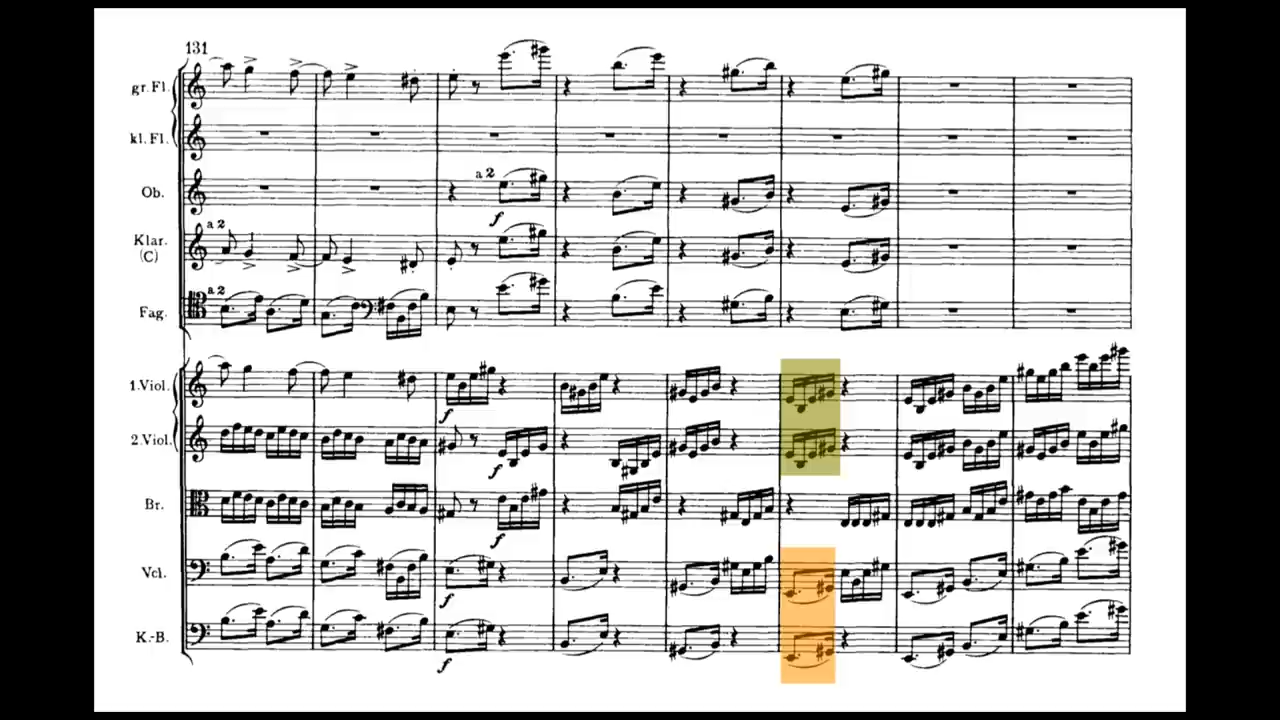 131
gr.Fl.
kl.Fl.
a 2
Ob.
f
a 2
Klar.
(C)
a 2
Fag.
1.Viol.
f
2.Viol.
f
Br.
f
Vcl.
f
K.-B.
f